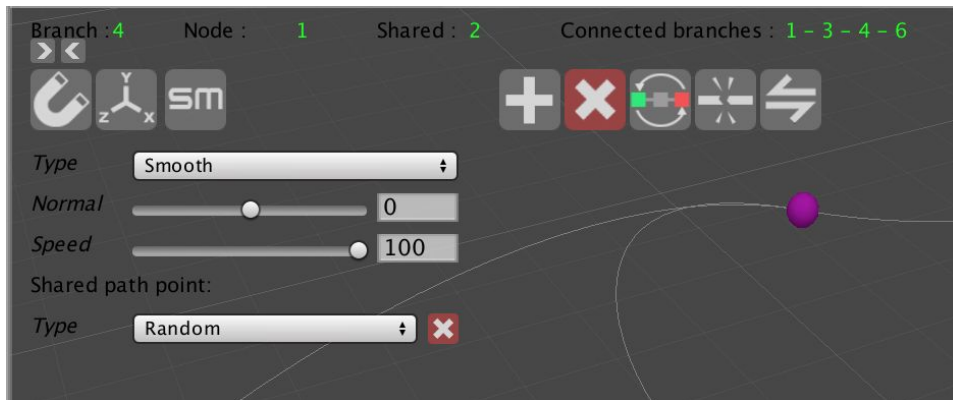 Branch : 4 Node : 1 Shared : 2 Connected branches : 1 - 3 - 4 - 6
Y
Z X
SM
Type Smooth
Normal 0
Speed 100
Shared path point:
Type Random